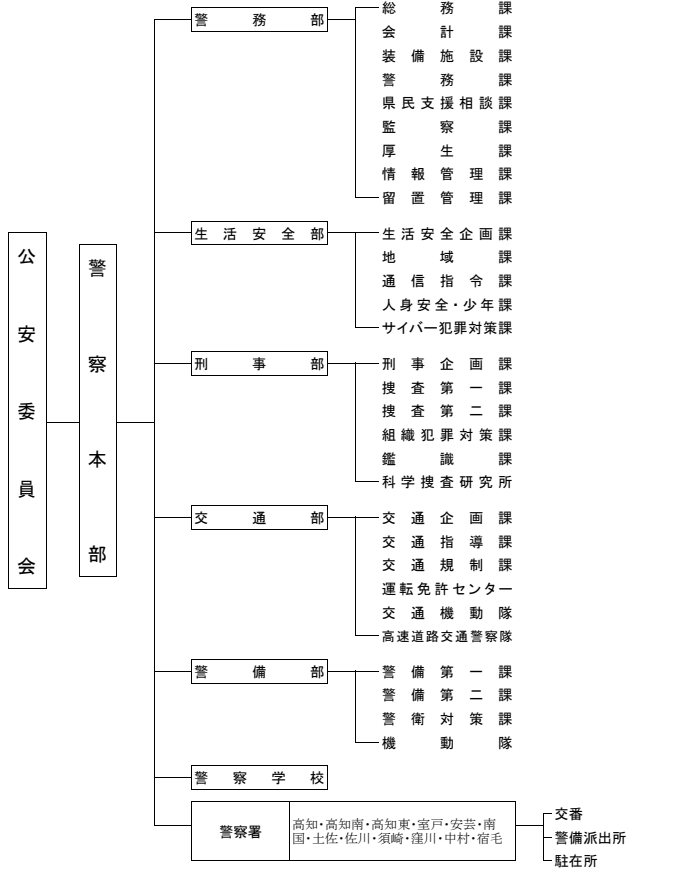 公安委員会
警察本部
警務部
総務課
会計課
装備施設課
警務課
県民支援相談課
監察課
厚生課
情報管理課
留置管理課
生活安全部
生活安全企画課
地域課
通信指令課
人身安全・少年課
サイバー犯罪対策課
刑事部
刑事企画課
捜査第一課
捜査第二課
組織犯罪対策課
鑑識課
科学捜査研究所
交通部
交通企画課
交通指導課
交通規制課
運転免許センター
交通機動隊
高速道路交通警察隊
警備部
警備第一課
警備第二課
警衛対策課
機動隊
警察学校
警察署
高知・高知南・高知東・室戸・安芸・南
国・土佐・佐川・須崎・窪川・中村・宿毛
交番
警備派出所
駐在所